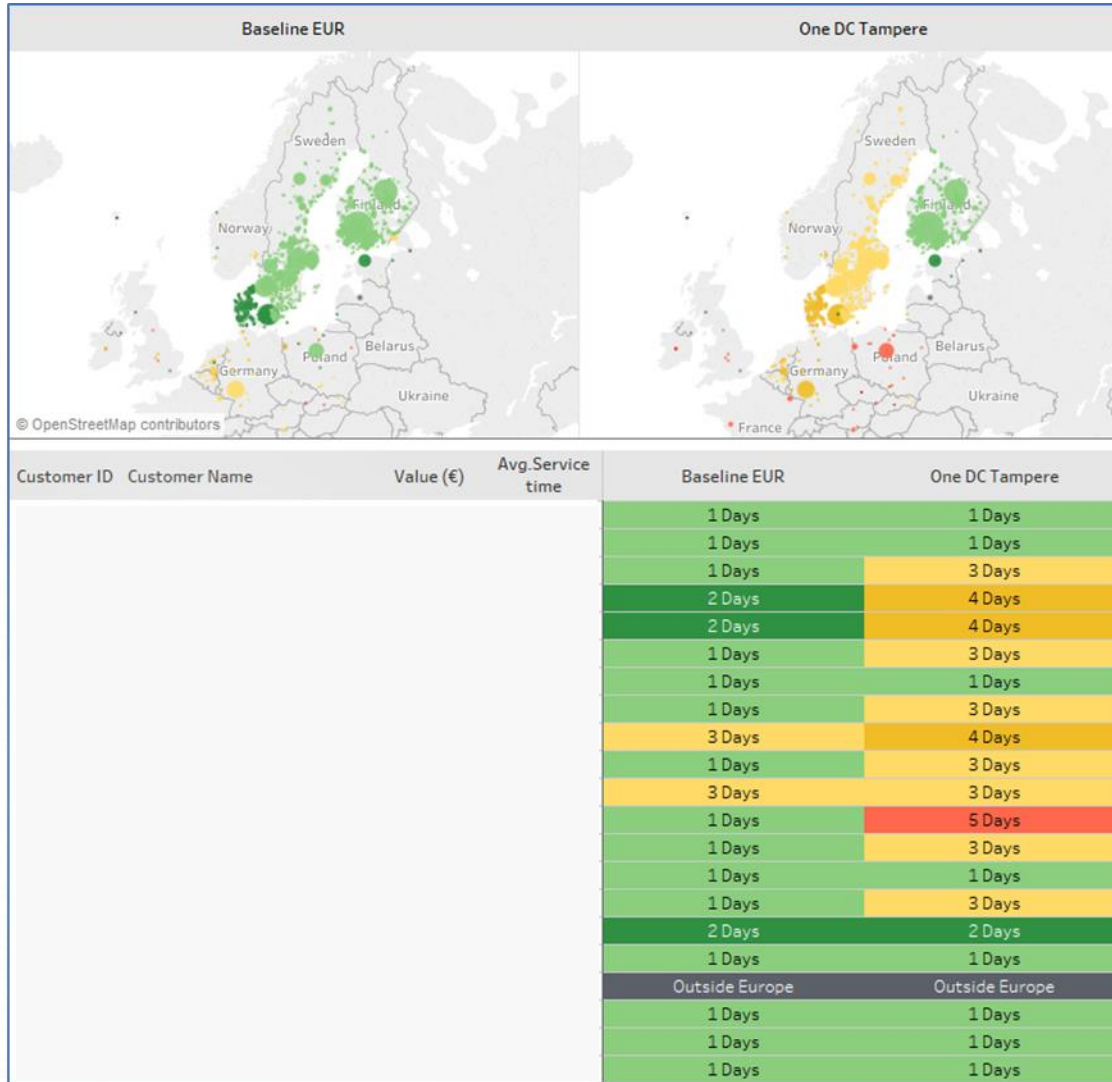 Baseline EUR One DC Tampere
Sweden Sweden
Finland Finland
Norway Norway
Belarus Belarus
Poland Poland
Germany Germany
Ukraine Ukraine
© OpenStreetMap contributors France
Customer ID Customer Name Value (€) Avg.Service time Baseline EUR One DC Tampere
1 Days 1 Days
1 Days 1 Days
1 Days 3 Days
2 Days 4 Days
2 Days 4 Days
1 Days 3 Days
1 Days 1 Days
1 Days 3 Days
3 Days 4 Days
1 Days 3 Days
3 Days 3 Days
1 Days 5 Days
1 Days 3 Days
1 Days 1 Days
1 Days 3 Days
2 Days 2 Days
1 Days 1 Days
Outside Europe Outside Europe
1 Days 1 Days
1 Days 1 Days
1 Days 1 Days